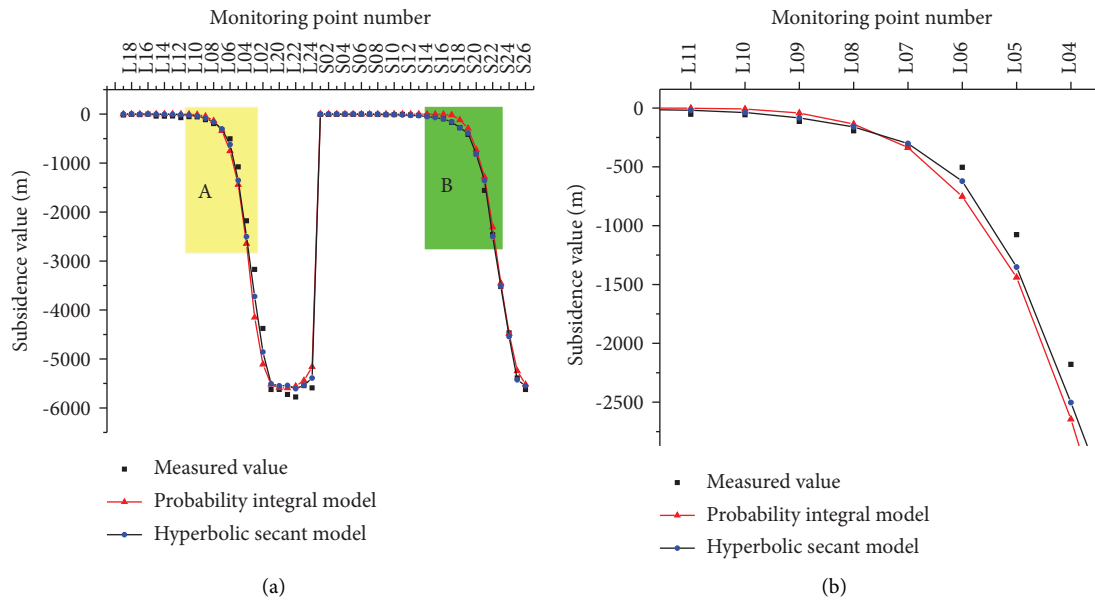 Monitoring point number
L18 L16 L14 L12 L10 L08 L06 L04 L02 L20 L22 L24 S02 S04 S06 S08 S10 S12 S14 S16 S18 S20 S22 S24 S26
0
-1000
-2000
-3000
-4000
-5000
-6000
Subsidence value (m)
A
B
Measured value
Probability integral model
Hyperbolic secant model
(a)
Monitoring point number
L11 L10 L09 L08 L07 L06 L05 L04
0
-500
-1000
-1500
-2000
-2500
Subsidence value (m)
Measured value
Probability integral model
Hyperbolic secant model
(b)